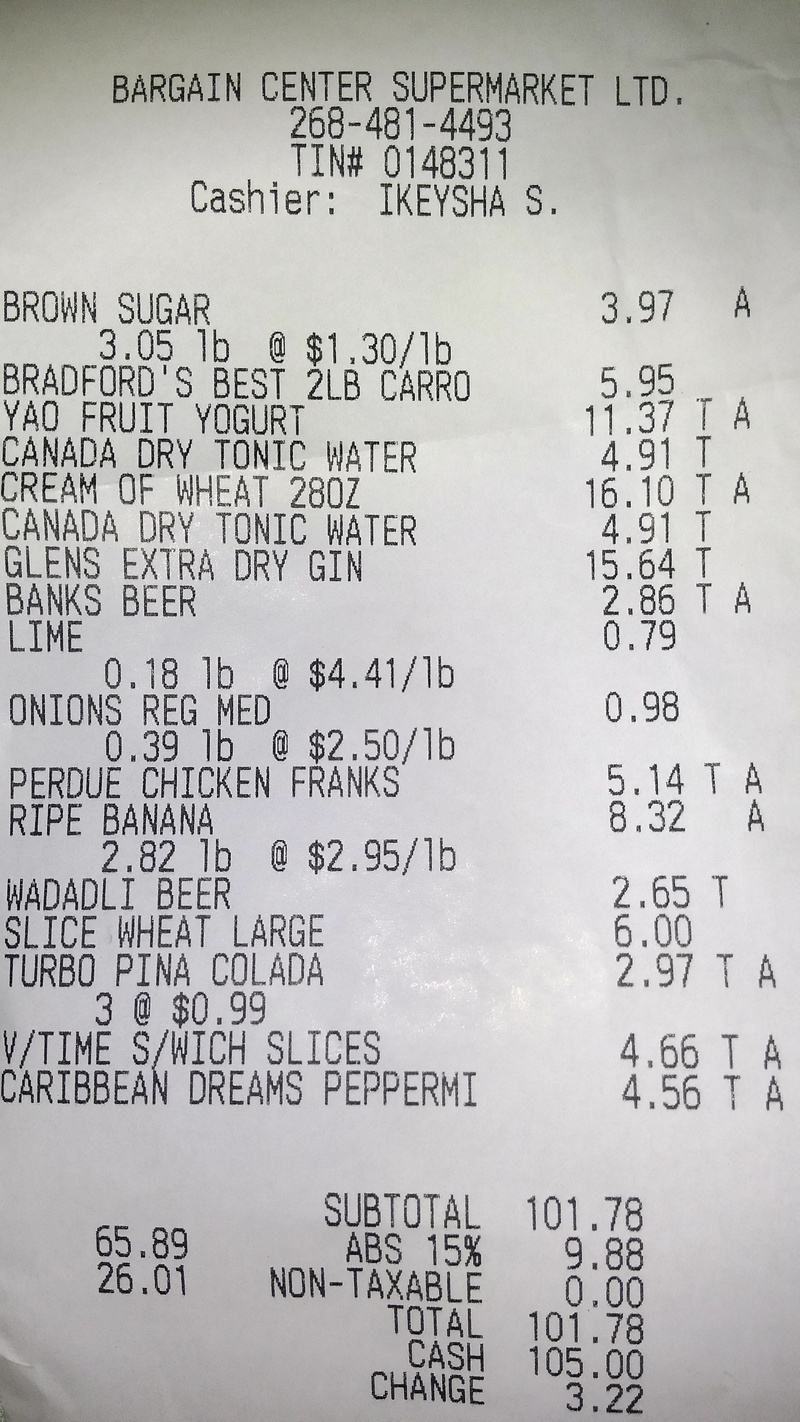 BARGAIN CENTER SUPERMARKET LTD.
268-481-4493
TIN# 0148311
Cashier: IKEYSHA S.
BROWN SUGAR 3.97 A
3.05 lb @ $1.30/lb
BRADFORD'S BEST 2LB CARRO 5.95
YAO FRUIT YOGURT 11.37 T A
CANADA DRY TONIC WATER 4.91 T
CREAM OF WHEAT 28OZ 16.10 T A
CANADA DRY TONIC WATER 4.91 T
GLENS EXTRA DRY GIN 15.64 T
BANKS BEER 2.86 T A
LIME 0.79
0.18 lb @ $4.41/lb
ONIONS REG MED 0.98
0.39 lb @ $2.50/lb
PERDUE CHICKEN FRANKS 5.14 T A
RIPE BANANA 8.32 A
2.82 lb @ $2.95/lb
WADADLI BEER 2.65 T
SLICE WHEAT LARGE 6.00
TURBO PINA COLADA 2.97 T A
3 @ $0.99
V/TIME S/WICH SLICES 4.66 T A
CARIBBEAN DREAMS PEPPERMI 4.56 T A
SUBTOTAL 101.78
65.89 ABS 15% 9.88
26.01 NON-TAXABLE 0.00
TOTAL 101.78
CASH 105.00
CHANGE 3.22